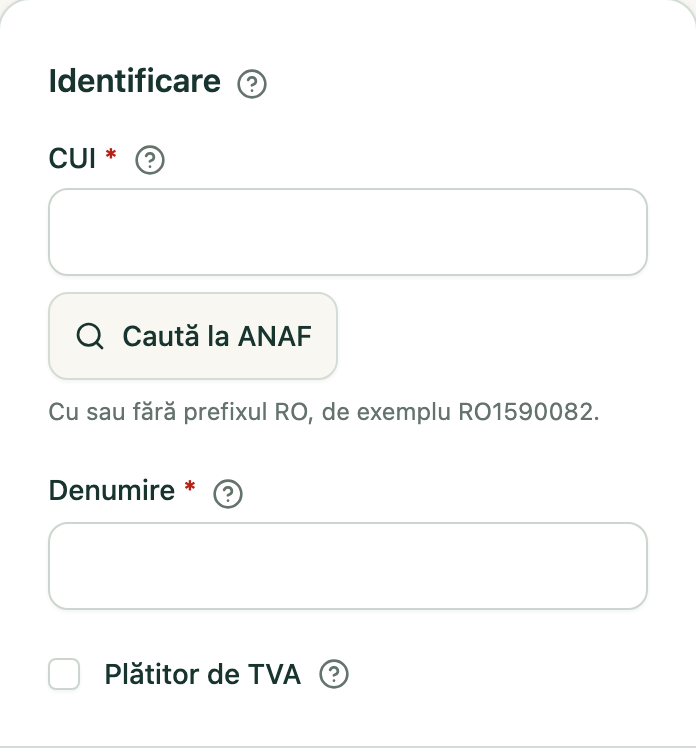 Identificare
CUI *
Caută la ANAF
Cu sau fără prefixul RO, de exemplu RO1590082.
Denumire *
Plătitor de TVA